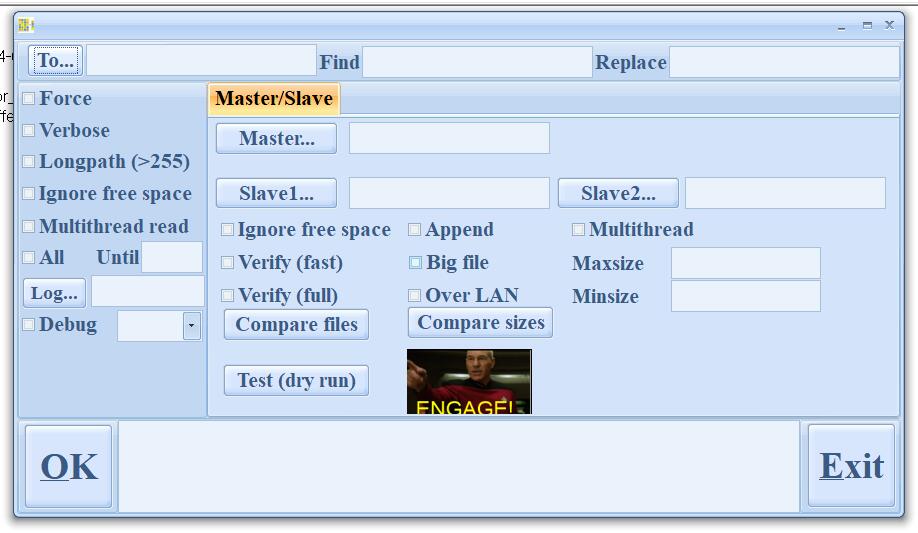 To... Find Replace
Force
Verbose
Longpath (>255)
Ignore free space
Multithread read
All Until
Log...
Debug
Master/Slave
Master...
Slave1... Slave2...
Ignore free space Append Multithread
Verify (fast) Big file Maxsize
Verify (full) Over LAN Minsize
Compare files Compare sizes
Test (dry run)
ENGAGE!
OK Exit